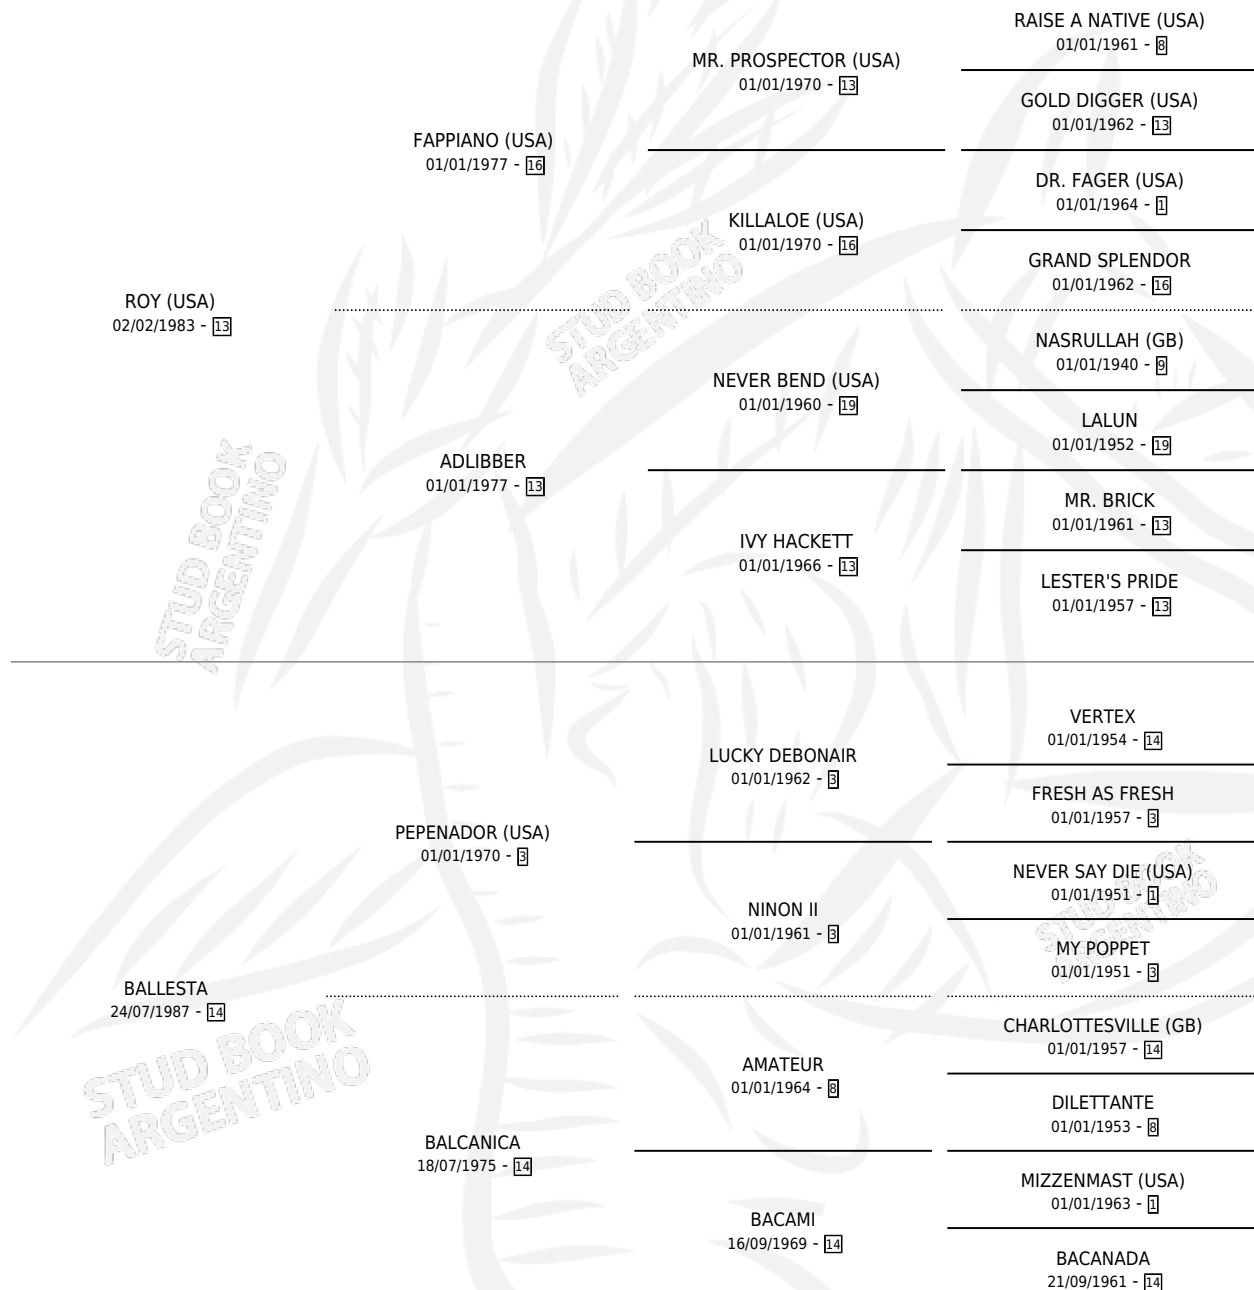 RAISE A NATIVE (USA)
01/01/1961 - 8
MR. PROSPECTOR (USA)
01/01/1970 - 13
GOLD DIGGER (USA)
01/01/1962 - 13
FAPPIANO (USA)
01/01/1977 - 16
DR. FAGER (USA)
01/01/1964 - 1
KILLALOE (USA)
01/01/1970 - 16
GRAND SPLENDOR
01/01/1962 - 16
ROY (USA)
02/02/1983 - 13
STUD BOOK
ARGENTINO
NASRULLAH (GB)
01/01/1940 - 9
NEVER BEND (USA)
01/01/1960 - 19
LALUN
01/01/1952 - 19
ADLIBBER
01/01/1977 - 13
MR. BRICK
01/01/1961 - 13
IVY HACKETT
01/01/1966 - 13
LESTER'S PRIDE
01/01/1957 - 13
STUD BOOK
ARGENTINO
VERTEX
01/01/1954 - 14
LUCKY DEBONAIR
01/01/1962 - 3
FRESH AS FRESH
01/01/1957 - 3
PEPENADOR (USA)
01/01/1970 - 3
NEVER SAY DIE (USA)
01/01/1951 - 1
NINON II
01/01/1961 - 3
STUD BOOK
ARGENTINO
MY POPPET
01/01/1951 - 3
BALLESTA
24/07/1987 - 14
CHARLOTTESVILLE (GB)
01/01/1957 - 14
AMATEUR
01/01/1964 - 8
STUD BOOK
ARGENTINO
DILETTANTE
01/01/1953 - 8
BALCANICA
18/07/1975 - 14
MIZZENMAST (USA)
01/01/1963 - 1
BACAMI
16/09/1969 - 14
BACANADA
21/09/1961 - 14